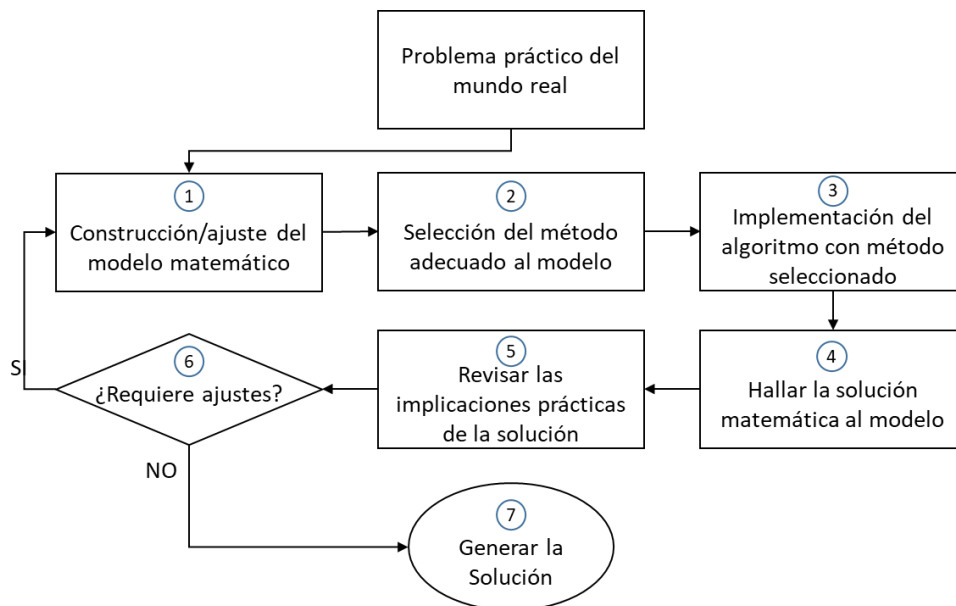 Problema práctico del
mundo real
1
Construcción/ajuste del
modelo matemático
2
Selección del método
adecuado al modelo
3
Implementación del
algoritmo con método
seleccionado
4
Hallar la solución
matemática al modelo
5
Revisar las
implicaciones prácticas
de la solución
6
¿Requiere ajustes?
SI
NO
7
Generar la
Solución